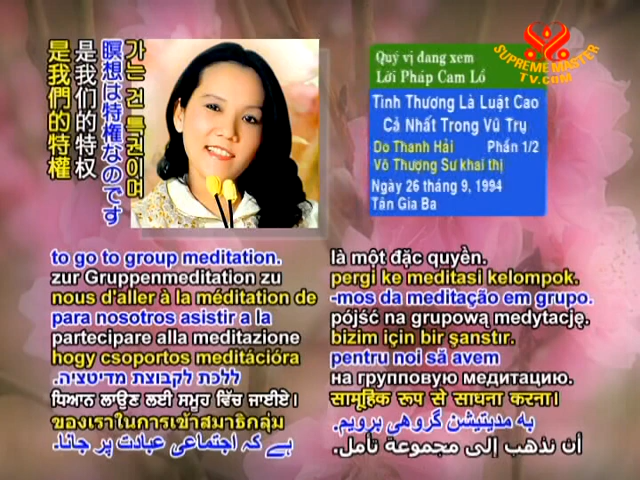 가는 건 특권이며
瞑想は特権なのです
是我们的特权
是我們的特權
Quý vị đang xem
Lời Pháp Cam Lồ
Tình Thương Là Luật Cao
Cả Nhất Trong Vũ Trụ
Do Thanh Hải Phần 1/2
Vô Thượng Sư khai thị
Ngày 26 tháng 9, 1994
Tân Gia Ba
SUPREME MASTER
TV.com
to go to group meditation.
zur Gruppenmeditation zu
nous d'aller à la méditation de
para nosotros asistir a la
partecipare alla meditazione
hogy csoportos meditációra
ללכת לקבוצת מדיטציה.
ਧਿਆਨ ਲਾਉਣ ਲਈ ਸਮੂਹ ਵਿੱਚ ਜਾਈਏ।
ของเราในการเข้าสมาธิกลุ่ม
ہے کہ اجتماعی عبادت پر جانا.
là một đặc quyền.
pergi ke meditasi kelompok.
-mos da meditação em grupo.
pójść na grupową medytację.
bizim için bir şanstır.
pentru noi să avem
на групповую медитацию.
सामूहिक रूप से साधना करना।
به مدیتیشن گروهی برویم.
أن نذهب إلى مجموعة تأمل.